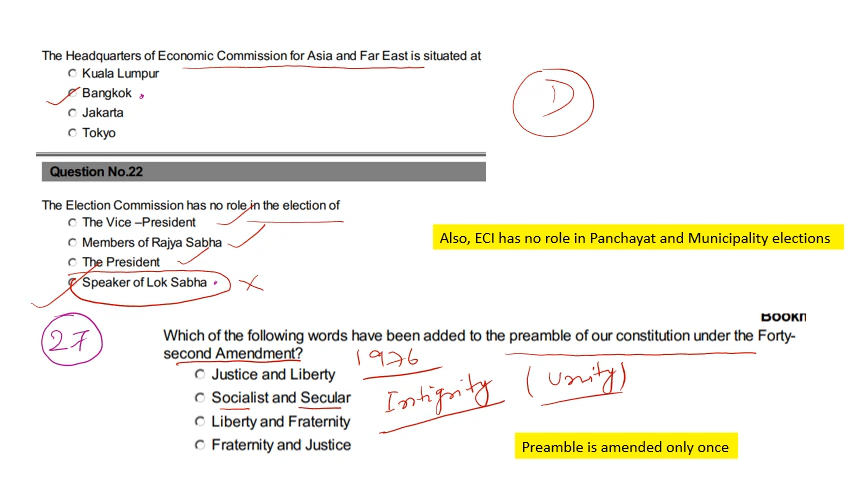 The Headquarters of Economic Commission for Asia and Far East is situated at
Kuala Lumpur
Bangkok
Jakarta
Tokyo
D
Question No.22
The Election Commission has no role in the election of
The Vice –President
Members of Rajya Sabha
The President
Speaker of Lok Sabha
Also, ECI has no role in Panchayat and Municipality elections
27
Which of the following words have been added to the preamble of our constitution under the Forty-
second Amendment?
1976
Justice and Liberty
Socialist and Secular
Intigrity (Unity)
Liberty and Fraternity
Fraternity and Justice
Preamble is amended only once